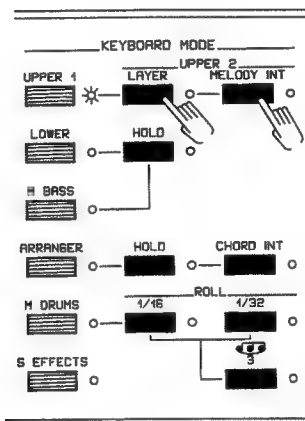 KEYBOARD MODE
UPPER 2
UPPER 1 LAYER MELODY INT
LOWER HOLD
M BASS
ARRANGER HOLD CHORD INT
ROLL
M DRUMS 1/16 1/32
3
S EFFECTS